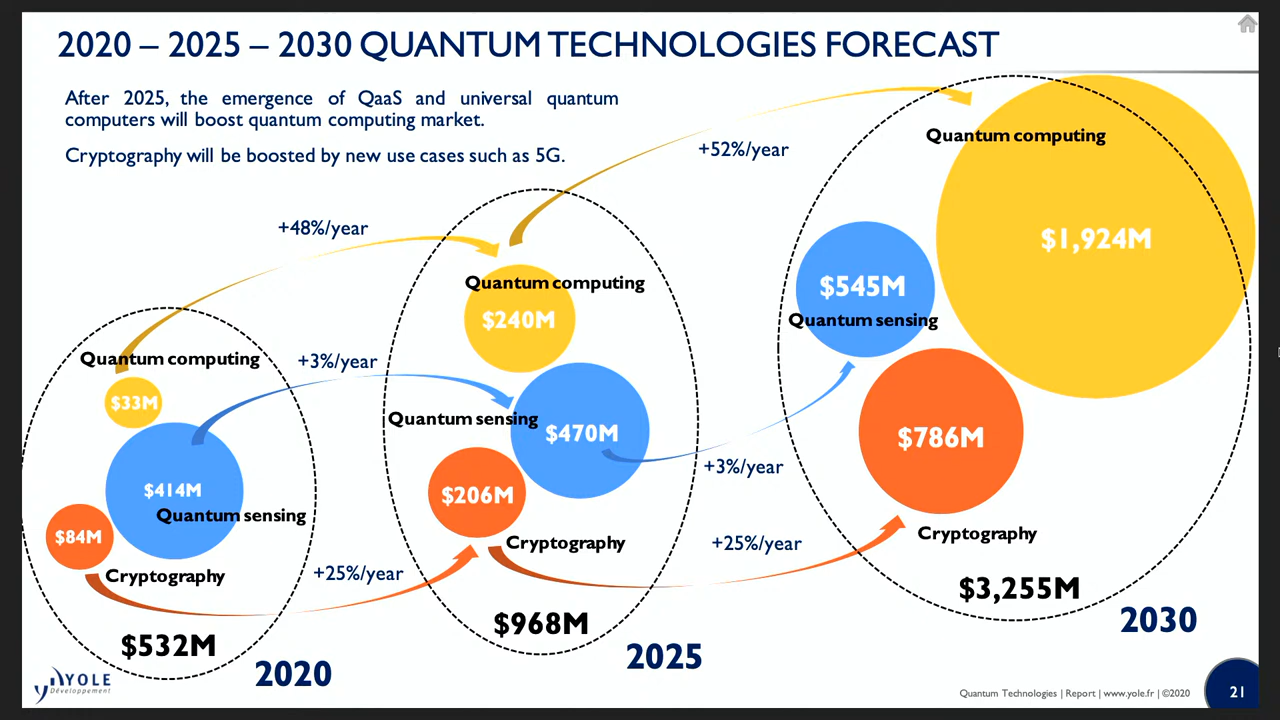 2020 – 2025 – 2030 QUANTUM TECHNOLOGIES FORECAST
After 2025, the emergence of QaaS and universal quantum
computers will boost quantum computing market.
Cryptography will be boosted by new use cases such as 5G.
+48%/year
+52%/year
Quantum computing
$33M
+3%/year
$414M
Quantum sensing
$84M
Cryptography
+25%/year
$532M
2020
Quantum computing
$240M
Quantum sensing
$470M
$206M
Cryptography
+3%/year
+25%/year
$968M
2025
Quantum computing
$1,924M
$545M
Quantum sensing
$786M
Cryptography
$3,255M
2030
YOLE
Développement
Quantum Technologies | Report | www.yole.fr | ©2020
21